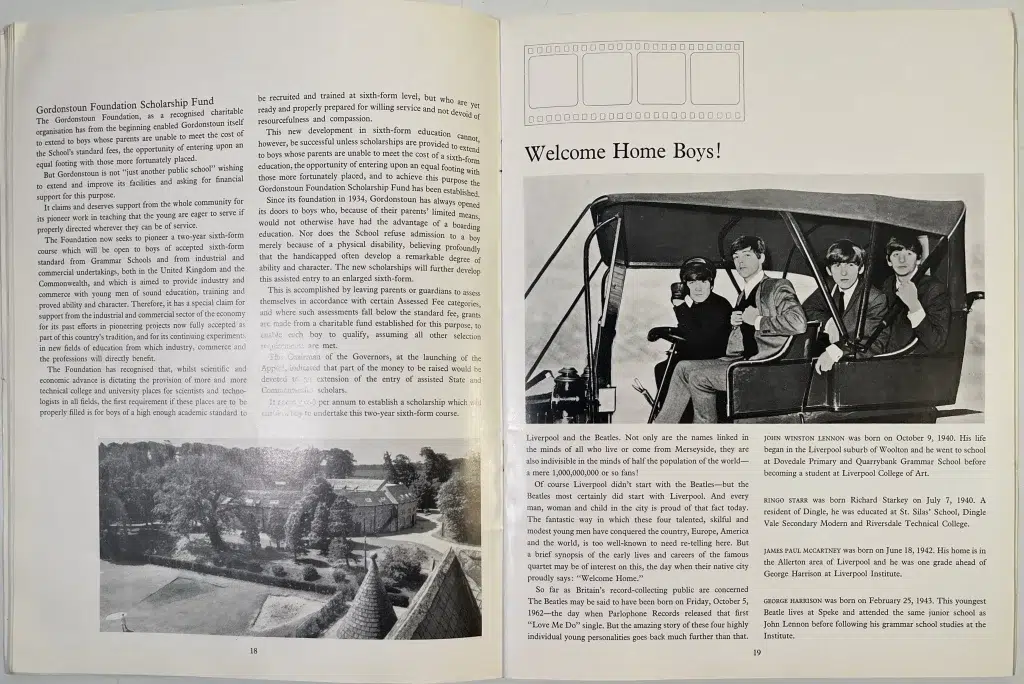 Gordonstoun Foundation Scholarship Fund
The Gordonstoun Foundation, as a recognised charitable
organisation has from the beginning enabled Gordonstoun itself
to extend to boys whose parents are unable to meet the cost of
the School's standard fees, the opportunity of entering upon an
equal footing with those more fortunately placed.
But Gordonstoun is not "just another public school" wishing
to extend and improve its facilities and asking for financial
support for this purpose.
It claims and deserves support from the whole community for
its pioneer work in teaching that the young are eager to serve if
properly directed wherever they can be of service.
The Foundation now seeks to pioneer a two-year sixth-form
course which will be open to boys of accepted sixth-form
standard from Grammar Schools and from industrial and
commercial undertakings, both in the United Kingdom and the
Commonwealth, and which is aimed to provide industry and
commerce with young men of sound education, training and
proved ability and character. Therefore, it has a special claim for
support from the industrial and commercial sector of the economy
for its past efforts in pioneering projects now fully accepted as
part of this country's tradition, and for its continuing experiments
in new fields of education from which industry, commerce and
the professions will directly benefit.
The Foundation has recognised that, whilst scientific and
economic advance is dictating the provision of more and more
technical college and university places for scientists and techno-
logists in all fields, the first requirement if these places are to be
properly filled is for boys of a high enough academic standard to
be recruited and trained at sixth-form level, but who are yet
ready and properly prepared for willing service and not devoid of
resourcefulness and compassion.
This new development in sixth-form education cannot,
however, be successful unless scholarships are provided to extend
to boys whose parents are unable to meet the cost of a sixth-form
education, the opportunity of entering upon an equal footing with
those more fortunately placed, and to achieve this purpose the
Gordonstoun Foundation Scholarship Fund has been established.
Since its foundation in 1934, Gordonstoun has always opened
its doors to boys who, because of their parents' limited means,
would not otherwise have had the advantage of a boarding
education. Nor does the School refuse admission to a boy
merely because of a physical disability, believing profoundly
that the handicapped often develop a remarkable degree of
ability and character. The new scholarships will further develop
this assisted entry to an enlarged sixth-form.
This is accomplished by leaving parents or guardians to assess
themselves in accordance with certain Assessed Fee categories,
and where such assessments fall below the standard fee, grants
are made from a charitable fund established for this purpose, to
enable each boy to qualify, assuming all other selection
requirements are met.
The Chairman of the Governors, at the launching of the
Appeal, indicated that part of the money to be raised would be
devoted to an extension of the entry of assisted State and
Commonwealth scholars.
per annum to establish a scholarship which will
boy to undertake this two-year sixth-form course.
18
Welcome Home Boys!
Liverpool and the Beatles. Not only are the names linked in
the minds of all who live or come from Merseyside, they are
also indivisible in the minds of half the population of the world—
a mere 1,000,000,000 or so fans!
Of course Liverpool didn't start with the Beatles—but the
Beatles most certainly did start with Liverpool. And every
man, woman and child in the city is proud of that fact today.
The fantastic way in which these four talented, skilful and
modest young men have conquered the country, Europe, America
and the world, is too well-known to need re-telling here. But
a brief synopsis of the early lives and careers of the famous
quartet may be of interest on this, the day when their native city
proudly says: "Welcome Home."
So far as Britain's record-collecting public are concerned
The Beatles may be said to have been born on Friday, October 5,
1962—the day when Parlophone Records released that first
"Love Me Do" single. But the amazing story of these four highly
individual young personalities goes back much further than that.
JOHN WINSTON LENNON was born on October 9, 1940. His life
began in the Liverpool suburb of Woolton and he went to school
at Dovedale Primary and Quarrybank Grammar School before
becoming a student at Liverpool College of Art.
RINGO STARR was born Richard Starkey on July 7, 1940. A
resident of Dingle, he was educated at St. Silas' School, Dingle
Vale Secondary Modern and Riversdale Technical College.
JAMES PAUL MCCARTNEY was born on June 18, 1942. His home is in
the Allerton area of Liverpool and he was one grade ahead of
George Harrison at Liverpool Institute.
GEORGE HARRISON was born on February 25, 1943. This youngest
Beatle lives at Speke and attended the same junior school as
John Lennon before following his grammar school studies at the
Institute.
19